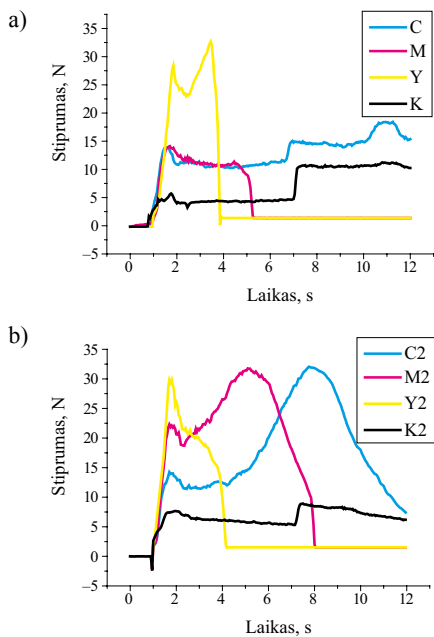 a)
Stiprumas, N
35
30
25
20
15
10
5
0
–5
0 2 4 6 8 10 12
Laikas, s
C
M
Y
K
b)
Stiprumas, N
35
30
25
20
15
10
5
0
–5
0 2 4 6 8 10 12
Laikas, s
C2
M2
Y2
K2